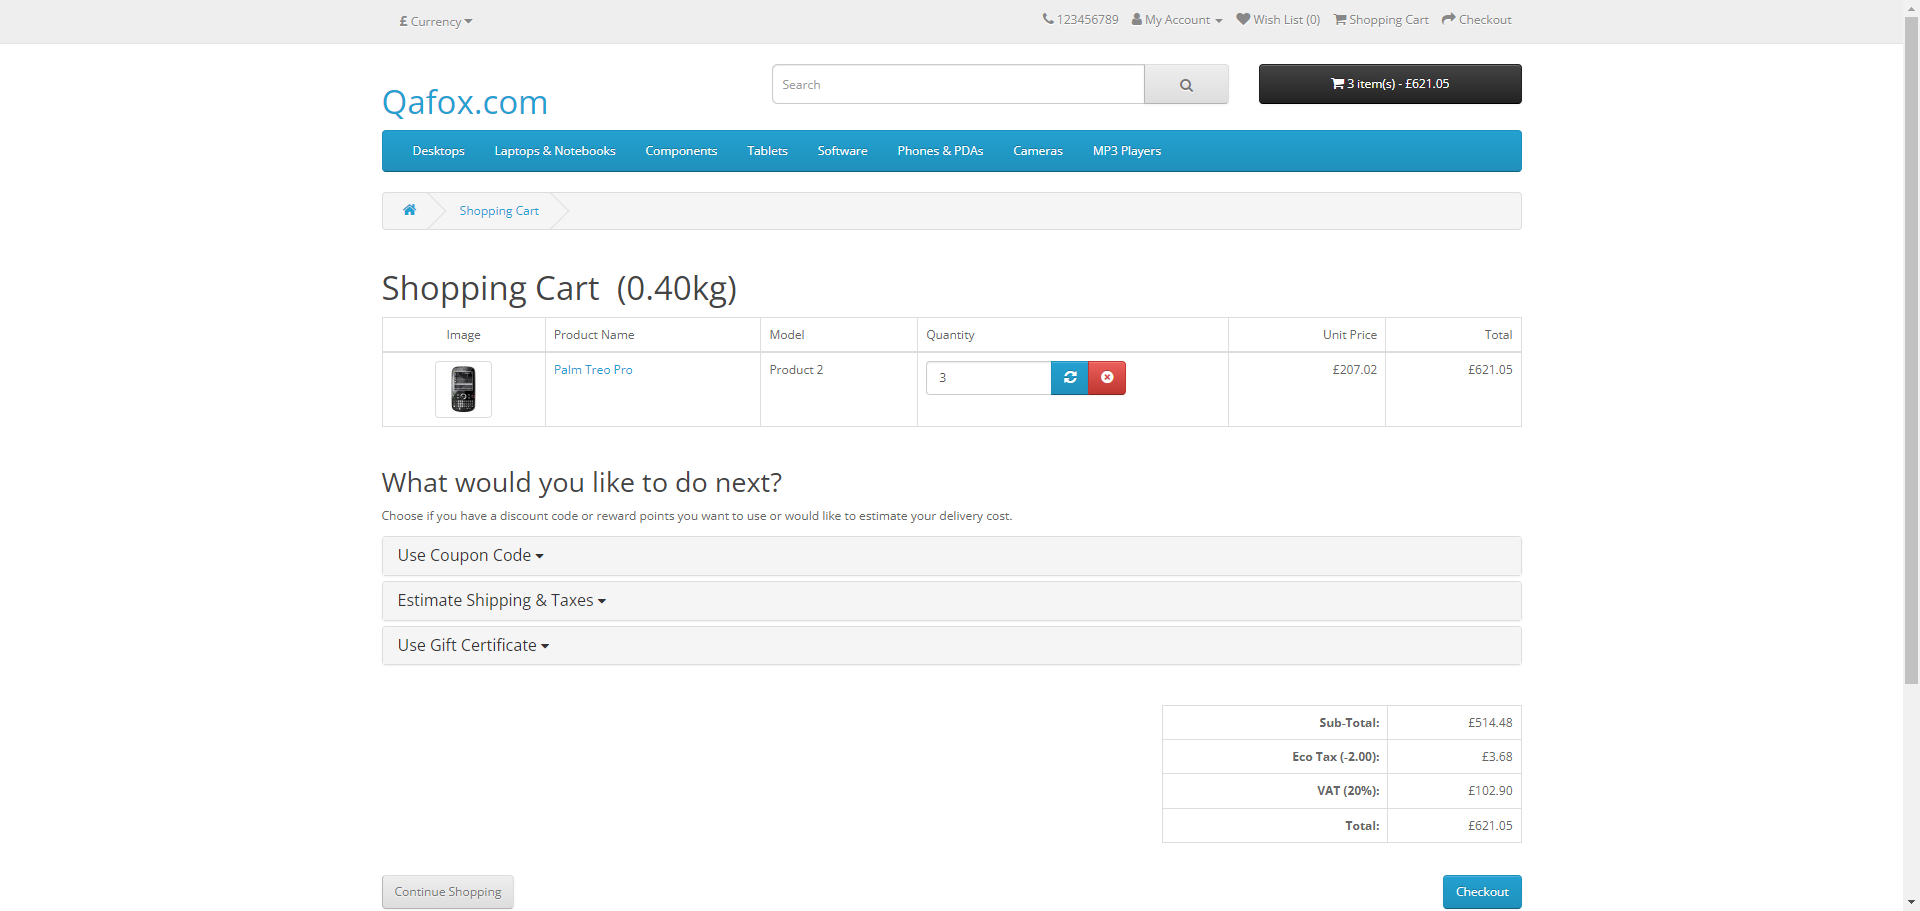 £ Currency
123456789 My Account Wish List (0) Shopping Cart Checkout
Qafox.com
Search
3 item(s) - £621.05
Desktops Laptops & Notebooks Components Tablets Software Phones & PDAs Cameras MP3 Players
Shopping Cart
Shopping Cart (0.40kg)
Image Product Name Model Quantity Unit Price Total
Palm Treo Pro Product 2 3 £207.02 £621.05
What would you like to do next?
Choose if you have a discount code or reward points you want to use or would like to estimate your delivery cost.
Use Coupon Code
Estimate Shipping & Taxes
Use Gift Certificate
Sub-Total: £514.48
Eco Tax (-2.00): £3.68
VAT (20%): £102.90
Total: £621.05
Continue Shopping Checkout